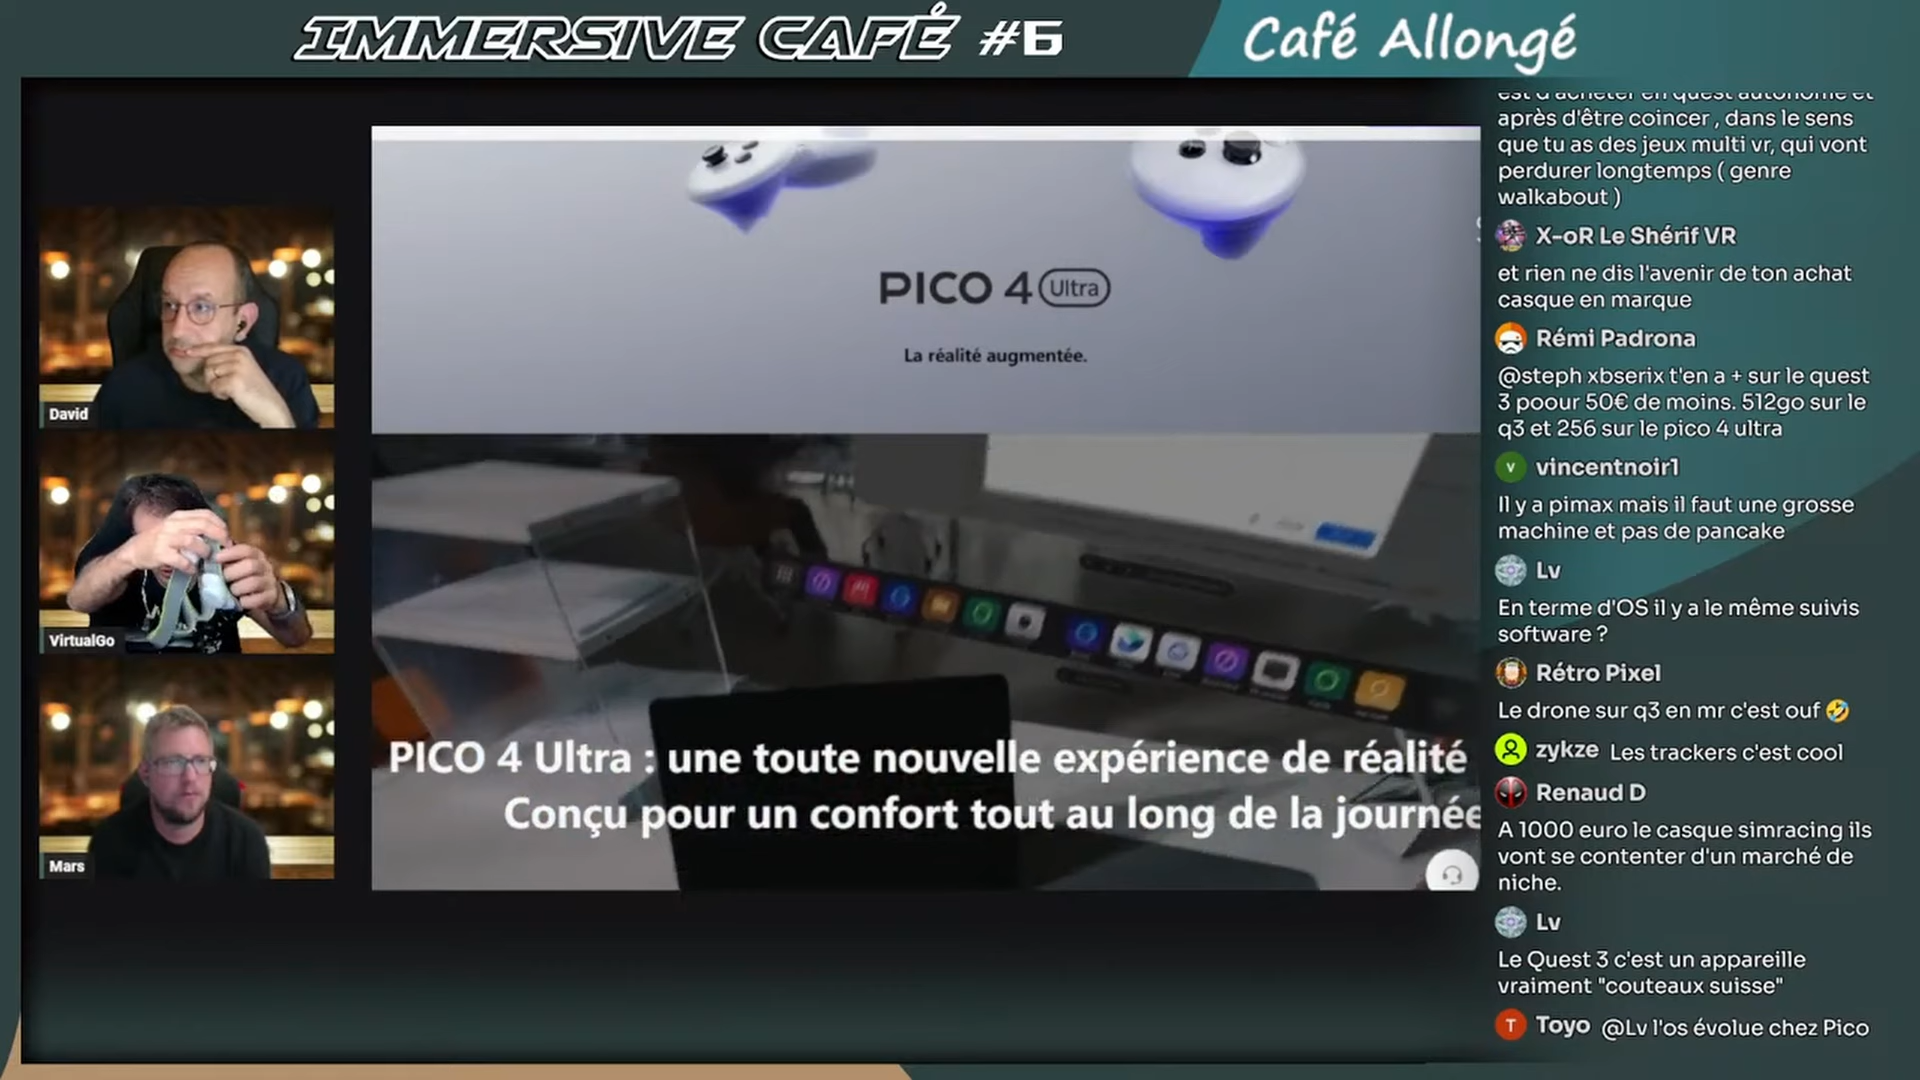 IMMERSIVE CAFÉ #6
Café Allongé
David
VirtualGo
Mars
PICO 4 Ultra
La réalité augmentée.
PICO 4 Ultra : une toute nouvelle expérience de réalité
Conçu pour un confort tout au long de la journée
est d'acheter en quest autonome et
après d'être coincer , dans le sens
que tu as des jeux multi vr, qui vont
perdurer longtemps ( genre
walkabout )
X-oR Le Shérif VR
et rien ne dis l'avenir de ton achat
casque en marque
Rémi Padrona
@steph xbserix t'en a + sur le quest
3 poour 50€ de moins. 512go sur le
q3 et 256 sur le pico 4 ultra
V vincentnoir1
Il y a pimax mais il faut une grosse
machine et pas de pancake
Lv
En terme d'OS il y a le même suivis
software ?
Rétro Pixel
Le drone sur q3 en mr c'est ouf 🤣
zykze Les trackers c'est cool
Renaud D
A 1000 euro le casque simracing ils
vont se contenter d'un marché de
niche.
Lv
Le Quest 3 c'est un appareille
vraiment "couteaux suisse"
T Toyo @Lv l'os évolue chez Pico